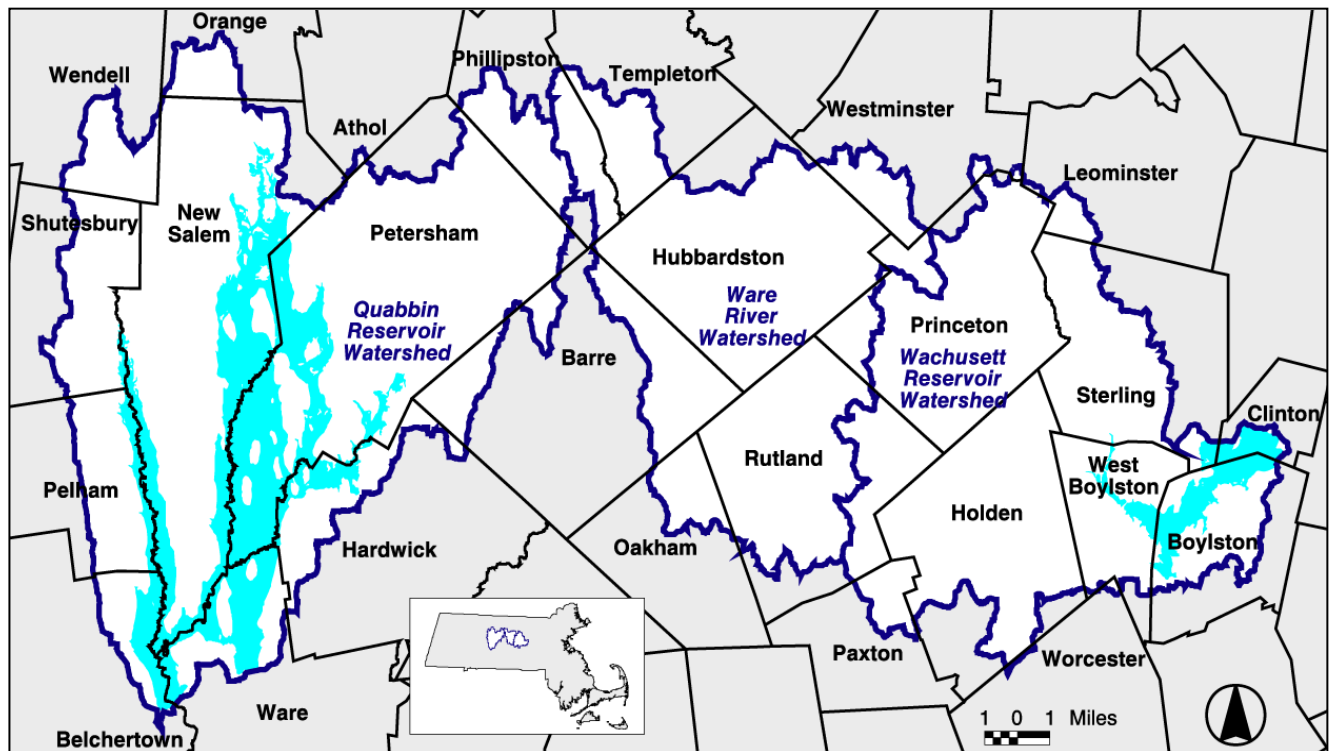 Orange
Wendell
Phillipston
Templeton
Athol
Westminster
Leominster
Shutesbury
New
Salem
Petersham
Hubbardston
Quabbin
Reservoir
Watershed
Ware
River
Watershed
Barre
Princeton
Wachusett
Reservoir
Watershed
Sterling
Clinton
Pelham
Rutland
West
Boylston
Holden
Hardwick
Oakham
Boylston
Paxton
Worcester
Ware
Belchertown
1 0 1 Miles